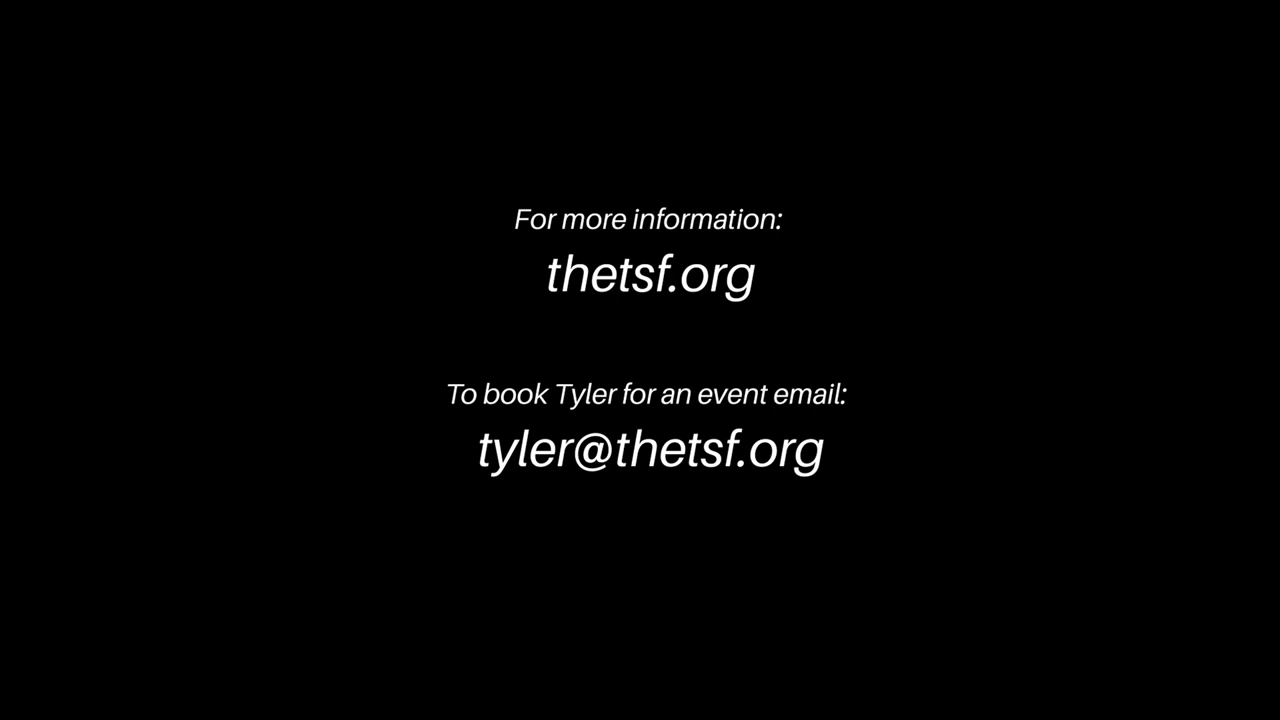 For more information:
thetsf.org
To book Tyler for an event email:
tyler@thetsf.org